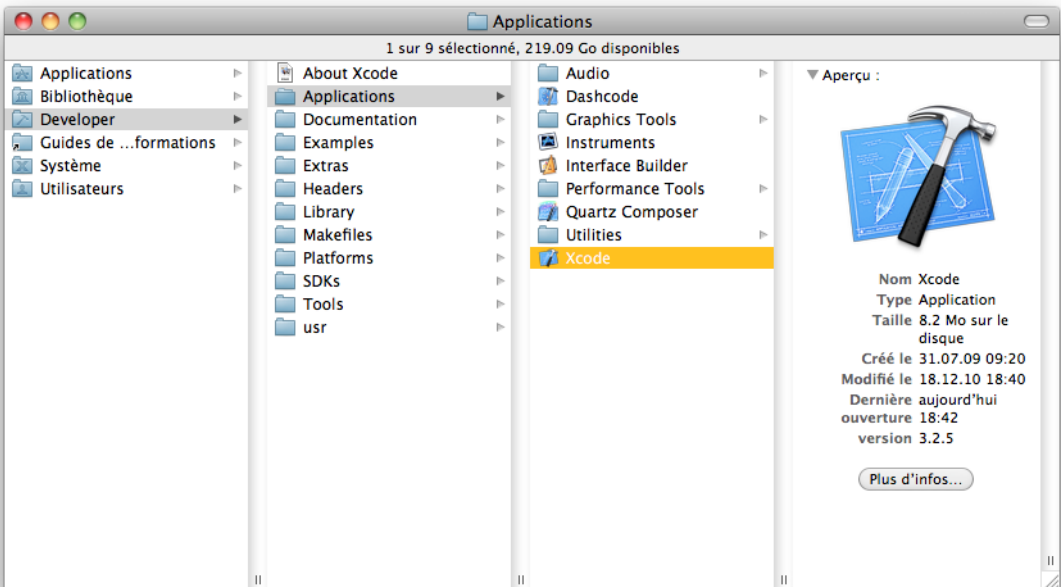 Applications
1 sur 9 sélectionné, 219.09 Go disponibles
Applications
Bibliothèque
Developer
Guides de ...formations
Système
Utilisateurs
About Xcode
Applications
Documentation
Examples
Extras
Headers
Library
Makefiles
Platforms
SDKs
Tools
usr
Audio
Dashcode
Graphics Tools
Instruments
Interface Builder
Performance Tools
Quartz Composer
Utilities
Xcode
Aperçu :
Nom Xcode
Type Application
Taille 8.2 Mo sur le
disque
Créé le 31.07.09 09:20
Modifié le 18.12.10 18:40
Dernière aujourd'hui
ouverture 18:42
version 3.2.5
Plus d'infos...